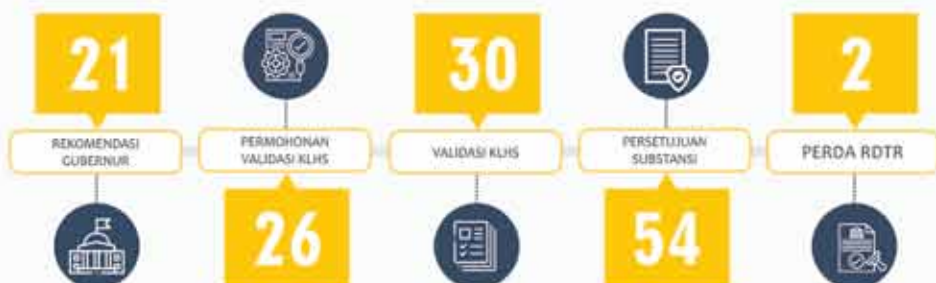 21
REKOMENDASI
GUBERNUR
PERMOHONAN
VALIDASI KLHS
26
30
VALIDASI KLHS
PERSETUJUAN
SUBSTANSI
54
2
PERDA RDTR